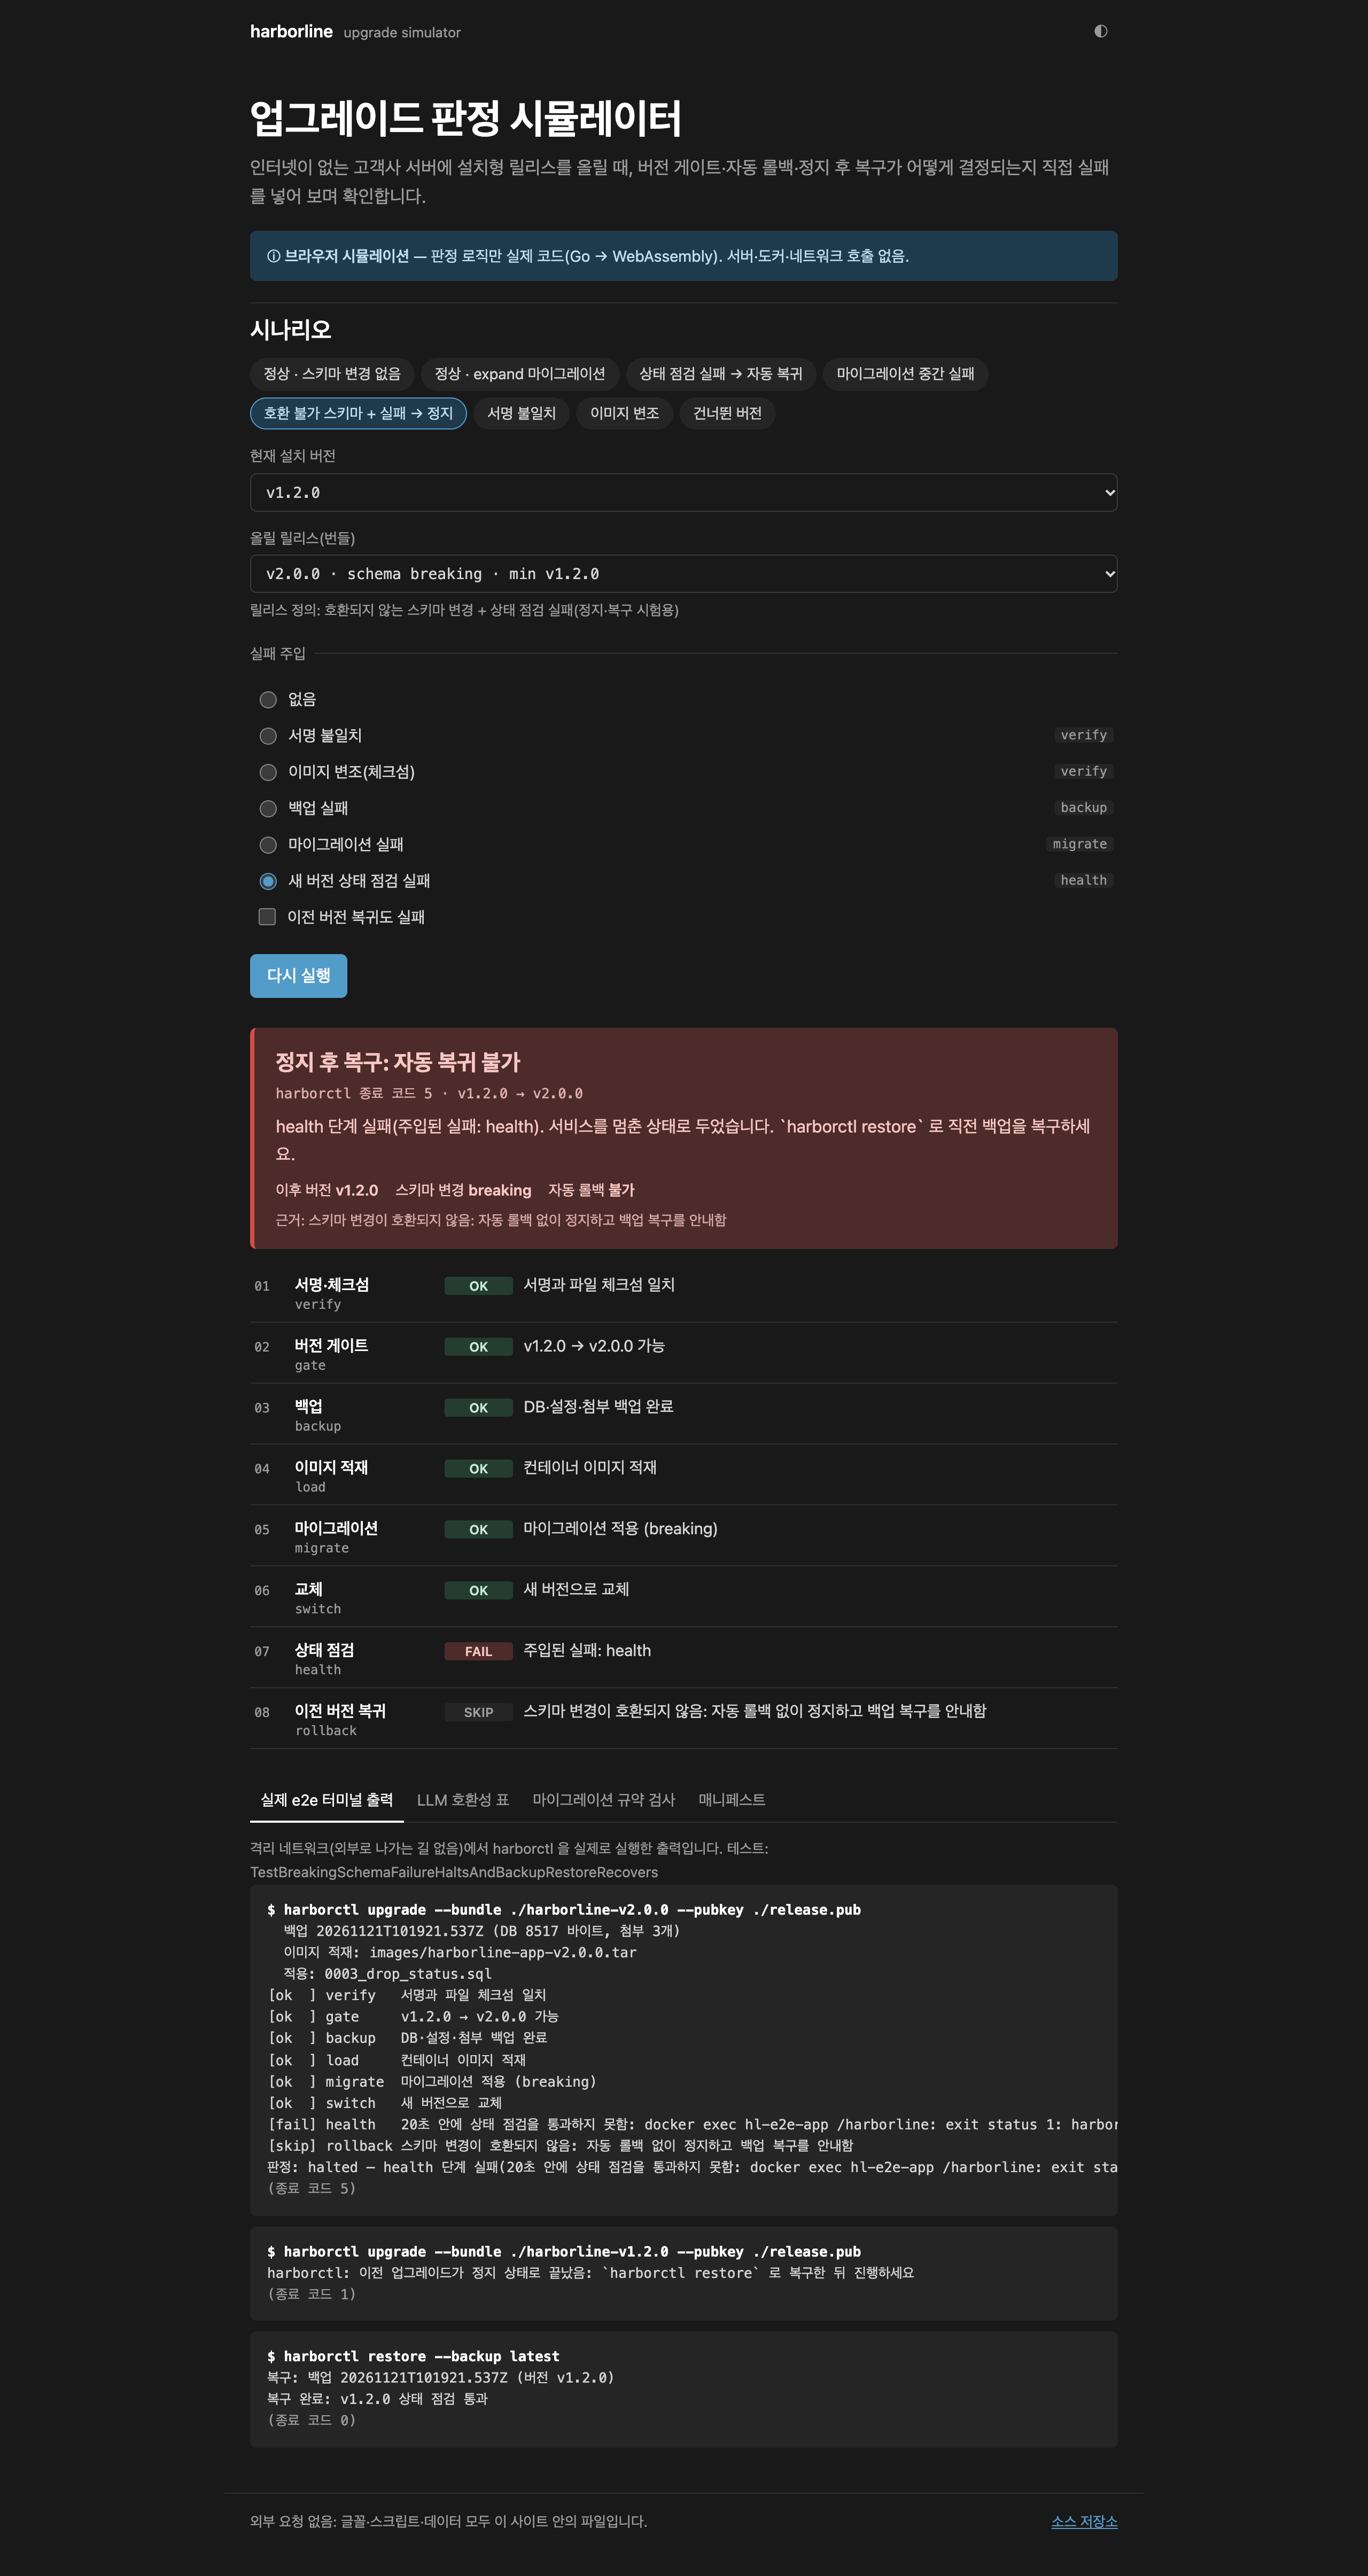 harborline upgrade simulator
업그레이드 판정 시뮬레이터
인터넷이 없는 고객사 서버에 설치형 릴리스를 올릴 때, 버전 게이트·자동 롤백·정지 후 복구가 어떻게 결정되는지 직접 실패
를 넣어 보며 확인합니다.
ⓘ 브라우저 시뮬레이션 — 판정 로직만 실제 코드(Go → WebAssembly). 서버·도커·네트워크 호출 없음.
시나리오
정상 · 스키마 변경 없음 정상 · expand 마이그레이션 상태 점검 실패 → 자동 복귀 마이그레이션 중간 실패
호환 불가 스키마 + 실패 → 정지 서명 불일치 이미지 변조 건너뛴 버전
현재 설치 버전
v1.2.0
올릴 릴리스(번들)
v2.0.0 · schema breaking · min v1.2.0
릴리스 정의: 호환되지 않는 스키마 변경 + 상태 점검 실패(정지·복구 시험용)
실패 주입
없음
서명 불일치 verify
이미지 변조(체크섬) verify
백업 실패 backup
마이그레이션 실패 migrate
새 버전 상태 점검 실패 health
이전 버전 복귀도 실패
다시 실행
정지 후 복구: 자동 복귀 불가
harborctl 종료 코드 5 · v1.2.0 → v2.0.0
health 단계 실패(주입된 실패: health). 서비스를 멈춘 상태로 두었습니다. `harborctl restore` 로 직전 백업을 복구하세
요.
이후 버전 v1.2.0 스키마 변경 breaking 자동 롤백 불가
근거: 스키마 변경이 호환되지 않음: 자동 롤백 없이 정지하고 백업 복구를 안내함
01 서명·체크섬 OK 서명과 파일 체크섬 일치
verify
02 버전 게이트 OK v1.2.0 → v2.0.0 가능
gate
03 백업 OK DB·설정·첨부 백업 완료
backup
04 이미지 적재 OK 컨테이너 이미지 적재
load
05 마이그레이션 OK 마이그레이션 적용 (breaking)
migrate
06 교체 OK 새 버전으로 교체
switch
07 상태 점검 FAIL 주입된 실패: health
health
08 이전 버전 복귀 SKIP 스키마 변경이 호환되지 않음: 자동 롤백 없이 정지하고 백업 복구를 안내함
rollback
실제 e2e 터미널 출력 LLM 호환성 표 마이그레이션 규약 검사 매니페스트
격리 네트워크(외부로 나가는 길 없음)에서 harborctl 을 실제로 실행한 출력입니다. 테스트:
TestBreakingSchemaFailureHaltsAndBackupRestoreRecovers
$ harborctl upgrade --bundle ./harborline-v2.0.0 --pubkey ./release.pub
백업 20261121T101921.537Z (DB 8517 바이트, 첨부 3개)
이미지 적재: images/harborline-app-v2.0.0.tar
적용: 0003_drop_status.sql
[ok  ] verify   서명과 파일 체크섬 일치
[ok  ] gate     v1.2.0 → v2.0.0 가능
[ok  ] backup   DB·설정·첨부 백업 완료
[ok  ] load     컨테이너 이미지 적재
[ok  ] migrate  마이그레이션 적용 (breaking)
[ok  ] switch   새 버전으로 교체
[fail] health   20초 안에 상태 점검을 통과하지 못함: docker exec hl-e2e-app /harborline: exit status 1: harbor
[skip] rollback 스키마 변경이 호환되지 않음: 자동 롤백 없이 정지하고 백업 복구를 안내함
판정: halted — health 단계 실패(20초 안에 상태 점검을 통과하지 못함: docker exec hl-e2e-app /harborline: exit sta
(종료 코드 5)
$ harborctl upgrade --bundle ./harborline-v1.2.0 --pubkey ./release.pub
harborctl: 이전 업그레이드가 정지 상태로 끝났음: `harborctl restore` 로 복구한 뒤 진행하세요
(종료 코드 1)
$ harborctl restore --backup latest
복구: 백업 20261121T101921.537Z (버전 v1.2.0)
복구 완료: v1.2.0 상태 점검 통과
(종료 코드 0)
외부 요청 없음: 글꼴·스크립트·데이터 모두 이 사이트 안의 파일입니다. 소스 저장소